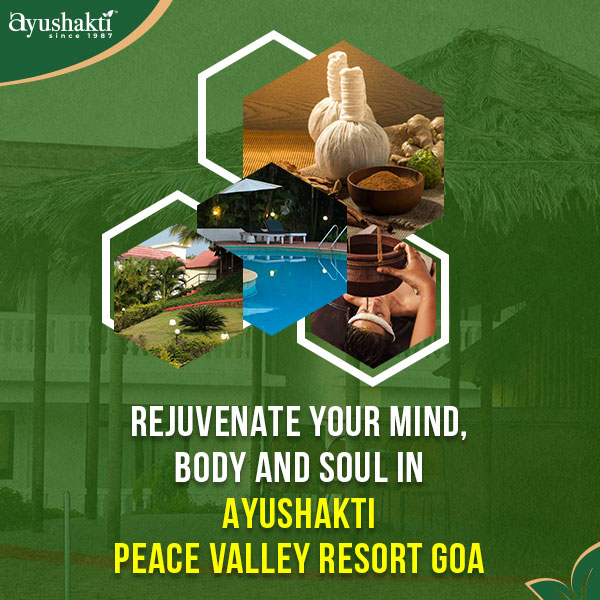 ayushakti
since 1987
REJUVENATE YOUR MIND,
BODY AND SOUL IN
AYUSHAKTI
PEACE VALLEY RESORT GOA